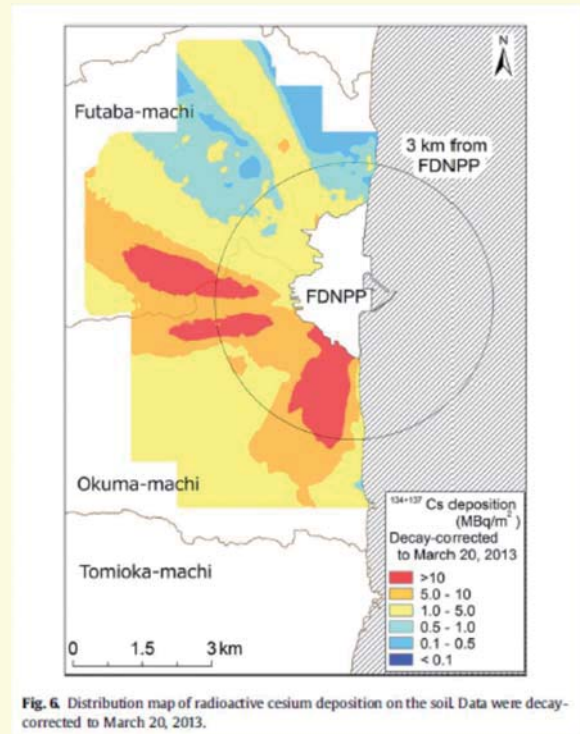 N
Futaba-machi
3 km from
FDNPP
FDNPP
Okuma-machi
Tomioka-machi
134+137 Cs deposition
(MBq/m2)
Decay-corrected
to March 20, 2013
>10
5.0 - 10
1.0 - 5.0
0.5 - 1.0
0.1 - 0.5
< 0.1
0 1.5 3 km
Fig. 6. Distribution map of radioactive cesium deposition on the soil. Data were decay-
corrected to March 20, 2013.